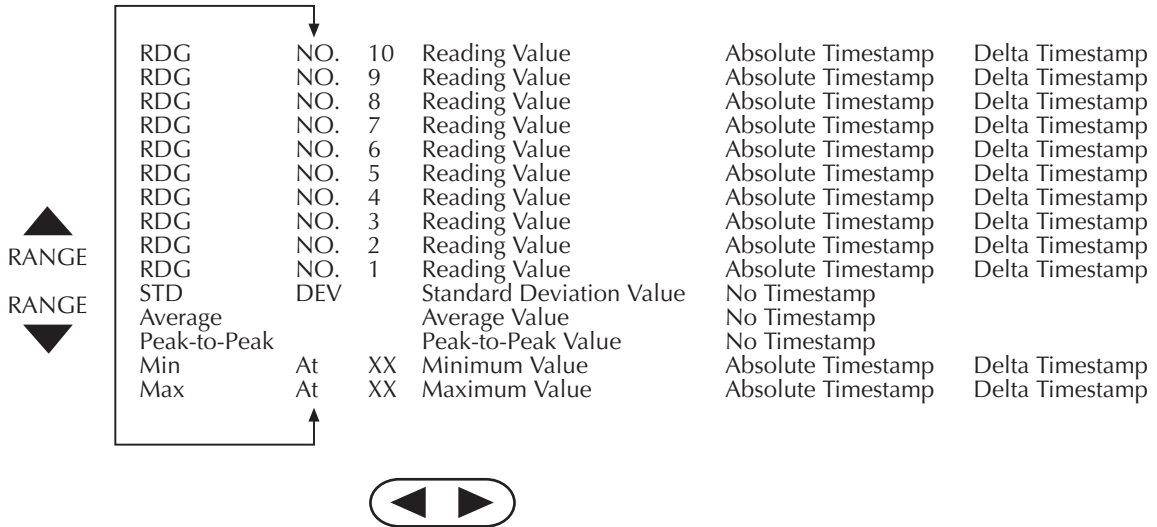 RDG NO. 10 Reading Value Absolute Timestamp Delta Timestamp
RDG NO. 9 Reading Value Absolute Timestamp Delta Timestamp
RDG NO. 8 Reading Value Absolute Timestamp Delta Timestamp
RDG NO. 7 Reading Value Absolute Timestamp Delta Timestamp
RDG NO. 6 Reading Value Absolute Timestamp Delta Timestamp
RDG NO. 5 Reading Value Absolute Timestamp Delta Timestamp
RDG NO. 4 Reading Value Absolute Timestamp Delta Timestamp
RDG NO. 3 Reading Value Absolute Timestamp Delta Timestamp
RDG NO. 2 Reading Value Absolute Timestamp Delta Timestamp
RDG NO. 1 Reading Value Absolute Timestamp Delta Timestamp
STD DEV Standard Deviation Value No Timestamp
Average Average Value No Timestamp
Peak-to-Peak Peak-to-Peak Value No Timestamp
Min At XX Minimum Value Absolute Timestamp Delta Timestamp
Max At XX Maximum Value Absolute Timestamp Delta Timestamp
RANGE
RANGE